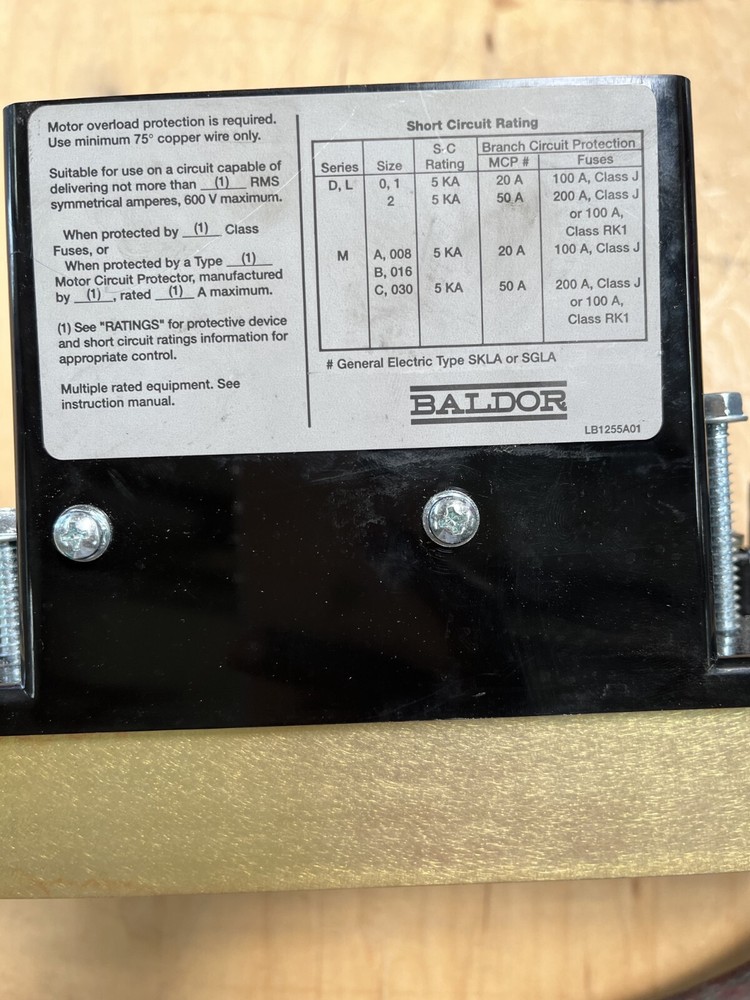 Motor overload protection is required.
Use minimum 75° copper wire only.
Suitable for use on a circuit capable of
delivering not more than (1) RMS
symmetrical amperes, 600 V maximum.
When protected by (1) Class
Fuses, or
When protected by a Type (1)
Motor Circuit Protector, manufactured
by (1), rated (1) A maximum.
(1) See "RATINGS" for protective device
and short circuit ratings information for
appropriate control.
Multiple rated equipment. See
instruction manual.
Short Circuit Rating
S-C Branch Circuit Protection
Series Size Rating MCP # Fuses
D, L 0, 1 5 KA 20 A 100 A, Class J
2 5 KA 50 A 200 A, Class J
or 100 A,
Class RK1
M A, 008 5 KA 20 A 100 A, Class J
B, 016
C, 030 5 KA 50 A 200 A, Class J
or 100 A,
Class RK1
# General Electric Type SKLA or SGLA
BALDOR
LB1255A01